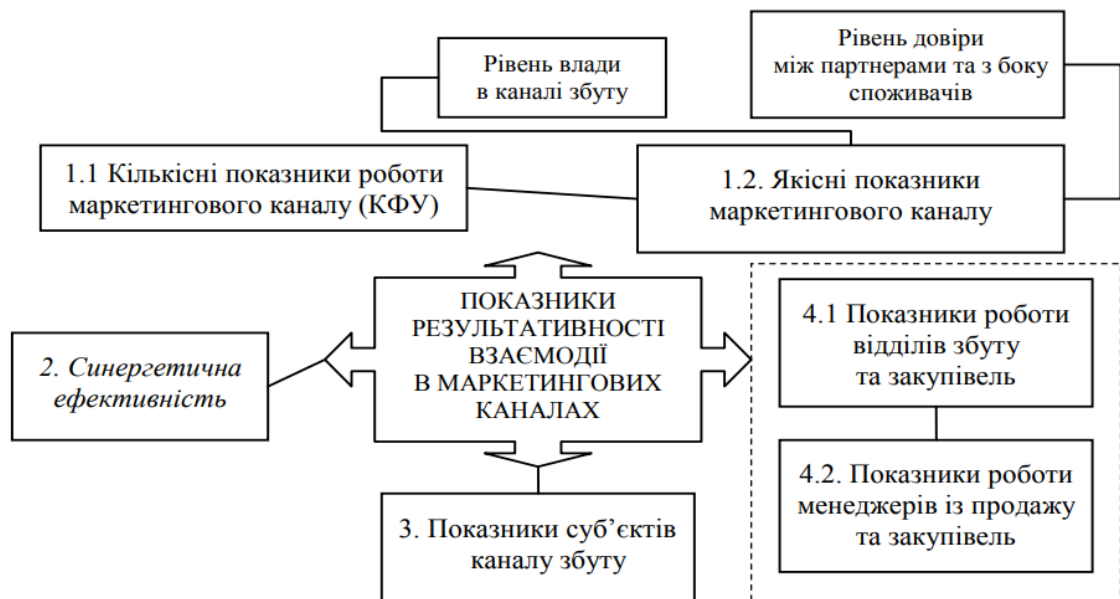 Рівень влади
в каналі збуту
Рівень довіри
між партнерами та з боку
споживачів
1.1 Кількісні показники роботи
маркетингового каналу (КФУ)
1.2. Якісні показники
маркетингового каналу
ПОКАЗНИКИ
РЕЗУЛЬТАТИВНОСТІ
ВЗАЄМОДІЇ
В МАРКЕТИНГОВИХ
КАНАЛАХ
2. Синергетична
ефективність
4.1 Показники роботи
відділів збуту
та закупівель
4.2. Показники роботи
менеджерів із продажу
та закупівель
3. Показники суб’єктів
каналу збуту